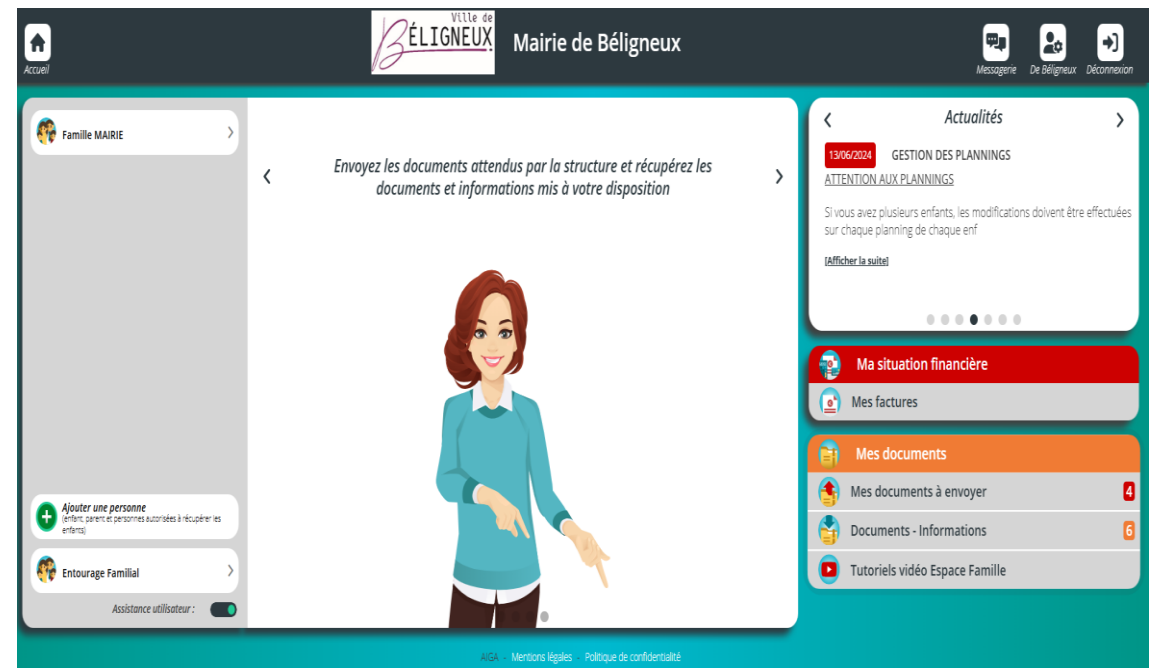 Ville de
BÉLIGNEUX
Mairie de Béligneux
Accueil
Messagerie
De Béligneux
Déconnexion
Famille MAIRIE
Ajouter une personne
(enfant, parent et personnes autorisées à récupérer les
enfants)
Entourage Familial
Assistance utilisateur :
Envoyez les documents attendus par la structure et récupérez les
documents et informations mis à votre disposition
Actualités
13/06/2024 GESTION DES PLANNINGS
ATTENTION AUX PLANNINGS
Si vous avez plusieurs enfants, les modifications doivent être effectuées
sur chaque planning de chaque enf
[Afficher la suite]
Ma situation financière
Mes factures
Mes documents
Mes documents à envoyer 4
Documents - Informations 6
Tutoriels vidéo Espace Famille
AIGA - Mentions légales - Politique de confidentialité